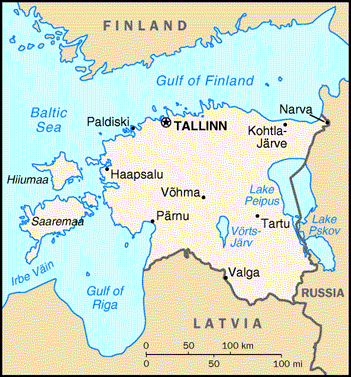 FINLAND
Gulf of Finland
Baltic
Sea
Paldiski
TALLINN
Narva
Kohtla-
Järve
Haapsalu
Hiiumaa
Võhma
Lake
Peipus
Saaremaa
Pärnu
Tartu
Võrts-
Järv
Lake
Pskov
Irbe Väin
Gulf of
Riga
Valga
RUSSIA
LATVIA
0 50 100 km
0 50 100 mi